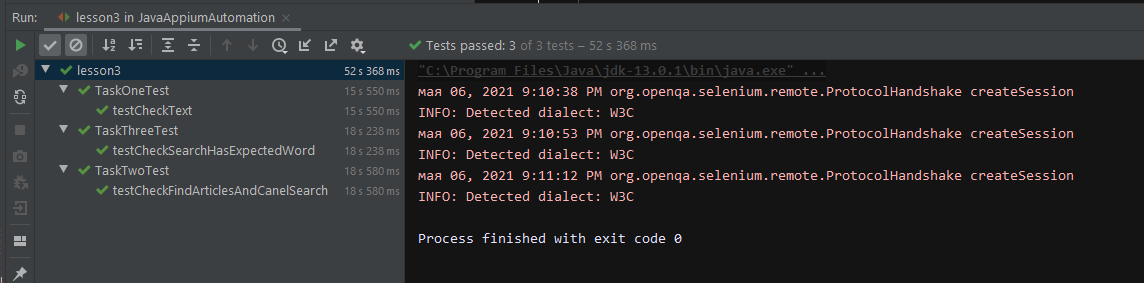 Run: lesson3 in JavaAppiumAutomation ×
Tests passed: 3 of 3 tests – 52 s 368 ms
lesson3 52 s 368 ms
TaskOneTest 15 s 550 ms
testCheckText 15 s 550 ms
TaskThreeTest 18 s 238 ms
testCheckSearchHasExpectedWord 18 s 238 ms
TaskTwoTest 18 s 580 ms
testCheckFindArticlesAndCanelSearch 18 s 580 ms
"C:\Program Files\Java\jdk-13.0.1\bin\java.exe" ...
мая 06, 2021 9:10:38 PM org.openqa.selenium.remote.ProtocolHandshake createSession
INFO: Detected dialect: W3C
мая 06, 2021 9:10:53 PM org.openqa.selenium.remote.ProtocolHandshake createSession
INFO: Detected dialect: W3C
мая 06, 2021 9:11:12 PM org.openqa.selenium.remote.ProtocolHandshake createSession
INFO: Detected dialect: W3C
Process finished with exit code 0